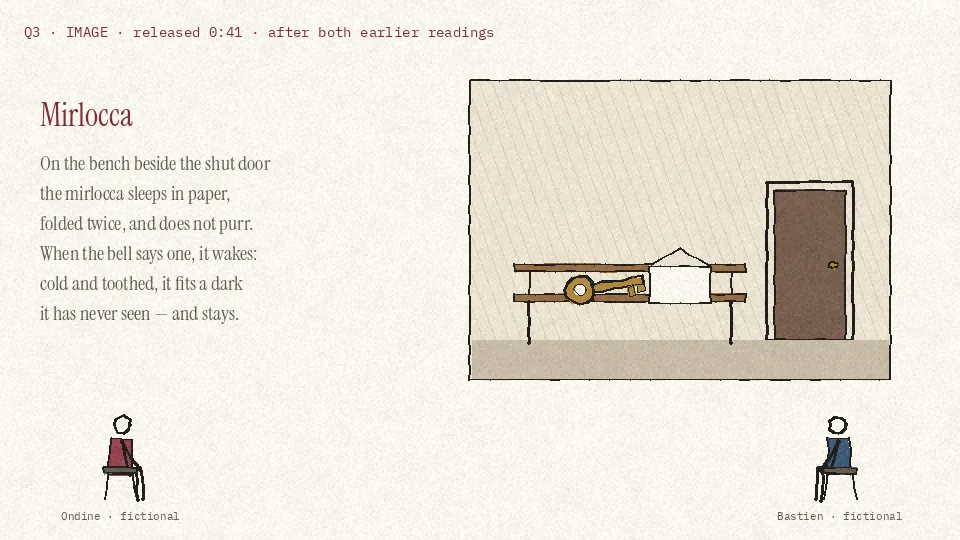 Q3 · IMAGE · released 0:41 · after both earlier readings
Mirlocca
On the bench beside the shut door
the mirlocca sleeps in paper,
folded twice, and does not purr.
When the bell says one, it wakes:
cold and toothed, it fits a dark
it has never seen — and stays.
Ondine · fictional
Bastien · fictional